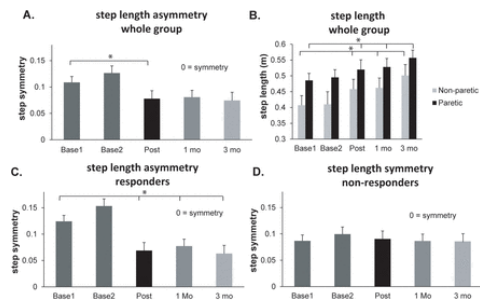 A.
step length asymmetry
whole group
step symmetry
0.2
0.15
0.1
0.05
0
*
0 = symmetry
Base1 Base2 Post 1 mo 3 mo
B.
step length
whole group
step length (m)
0.6
0.55
0.5
0.45
0.4
0.35
0.3
*
*
Non-paretic
Paretic
Base1 Base2 Post 1 mo 3 mo
C.
step length asymmetry
responders
step symmetry
0.2
0.15
0.1
0.05
0
*
0 = symmetry
Base1 Base2 Post 1 Mo 3 mo
D.
step length symmetry
non-responders
step symmetry
0.2
0.15
0.1
0.05
0
0 = symmetry
Base1 Base2 Post 1 mo 3 mo